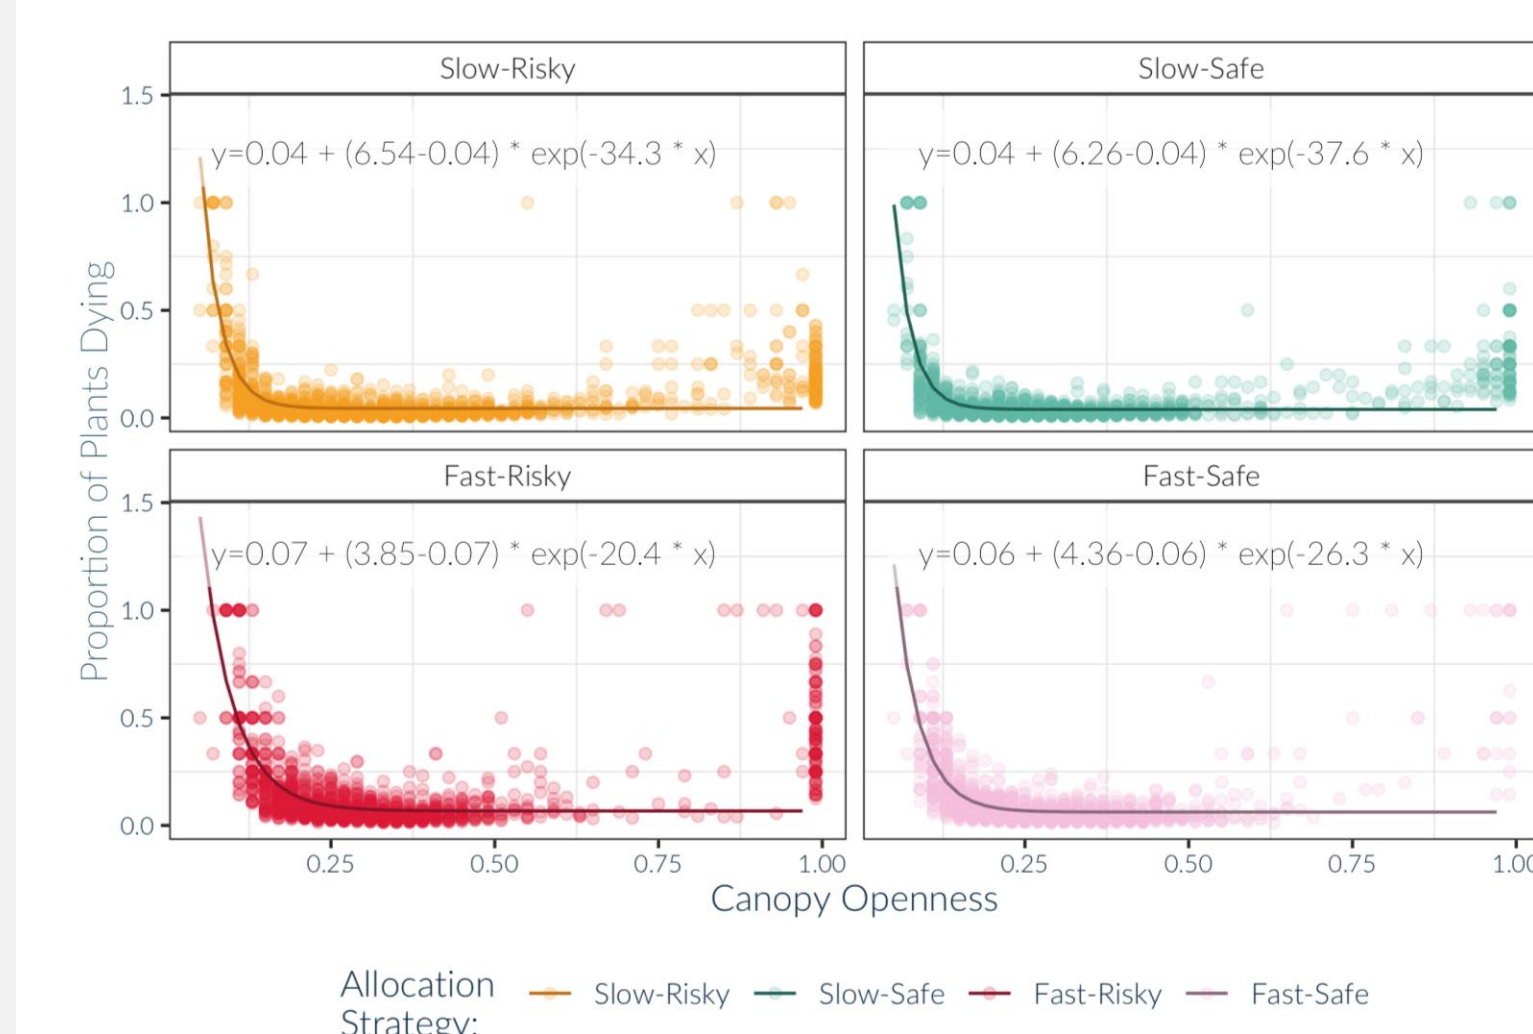 Slow-Risky
Slow-Safe
1.5
y=0.04 + (6.54-0.04) * exp(-34.3 * x)
y=0.04 + (6.26-0.04) * exp(-37.6 * x)
1.0
0.5
0.0
Proportion of Plants Dying
Fast-Risky
Fast-Safe
1.5
y=0.07 + (3.85-0.07) * exp(-20.4 * x)
y=0.06 + (4.36-0.06) * exp(-26.3 * x)
1.0
0.5
0.0
0.25 0.50 0.75 1.00
0.25 0.50 0.75 1.00
Canopy Openness
Allocation
Strategy:
Slow-Risky
Slow-Safe
Fast-Risky
Fast-Safe